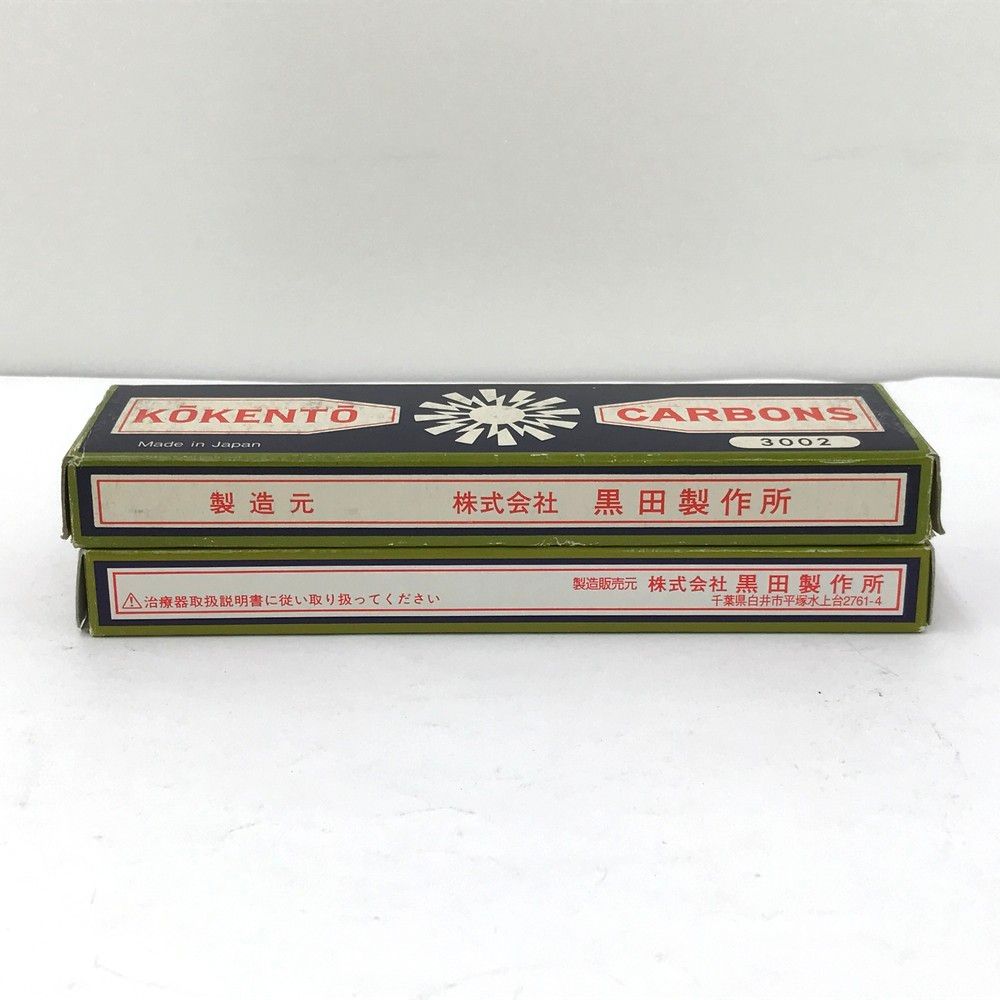 KŌKENTŌ
CARBONS
Made in Japan
3002
製造元 株式会社 黒田製作所
⚠治療器取扱説明書に従い取り扱ってください
製造販売元 株式会社 黒田製作所
千葉県白井市平塚水上台2761-4